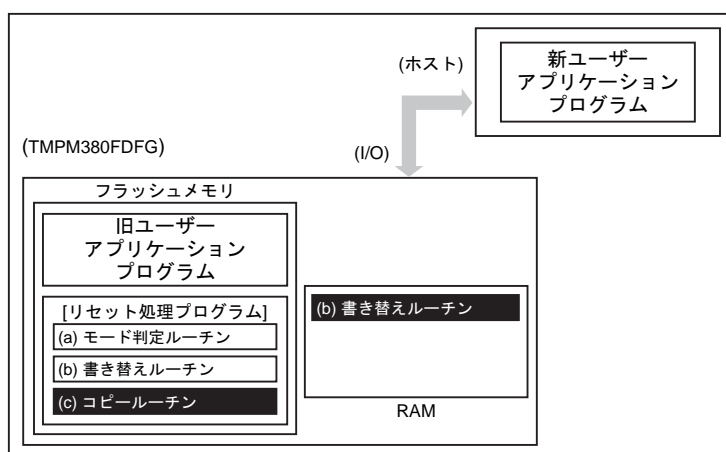 (ホスト)
新ユーザー
アプリケーション
プログラム
(TMPM380FDFG)
(I/O)
フラッシュメモリ
旧ユーザー
アプリケーション
プログラム
[リセット処理プログラム]
(a) モード判定ルーチン
(b) 書き替えルーチン
(c) コピールーチン
(b) 書き替えルーチン
RAM